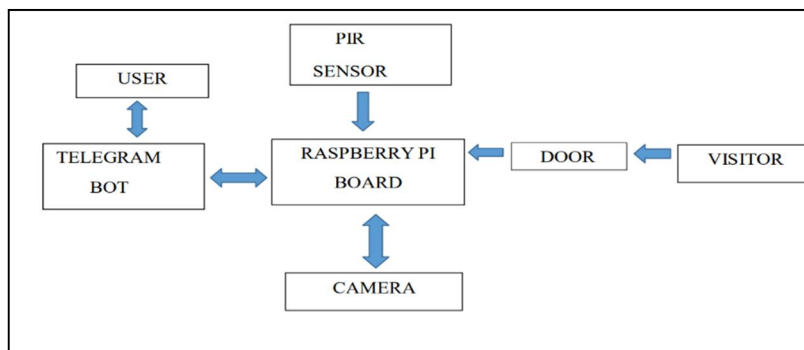 PIR
SENSOR
USER
TELEGRAM
BOT
RASPBERRY PI
BOARD
DOOR
VISITOR
CAMERA